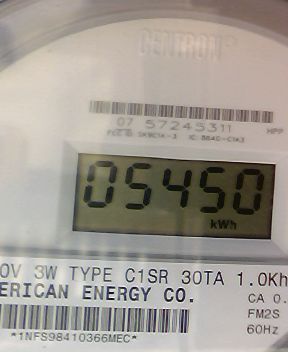 CENTRON®
07 57245311
HPP
05450
kWh
0V 3W TYPE C1SR 30TA 1.0Kh
ERICAN ENERGY CO.
CA 0.
FM2S
60Hz
*1NFS98410366MEC*